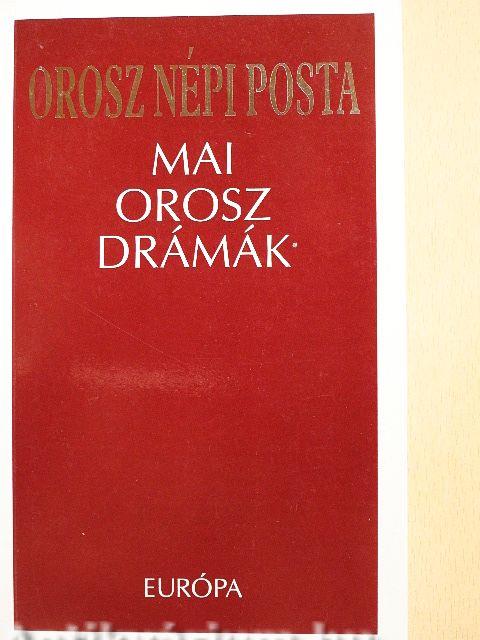 OROSZ NÉPI POSTA
MAI
OROSZ
DRÁMÁK
EURÓPA